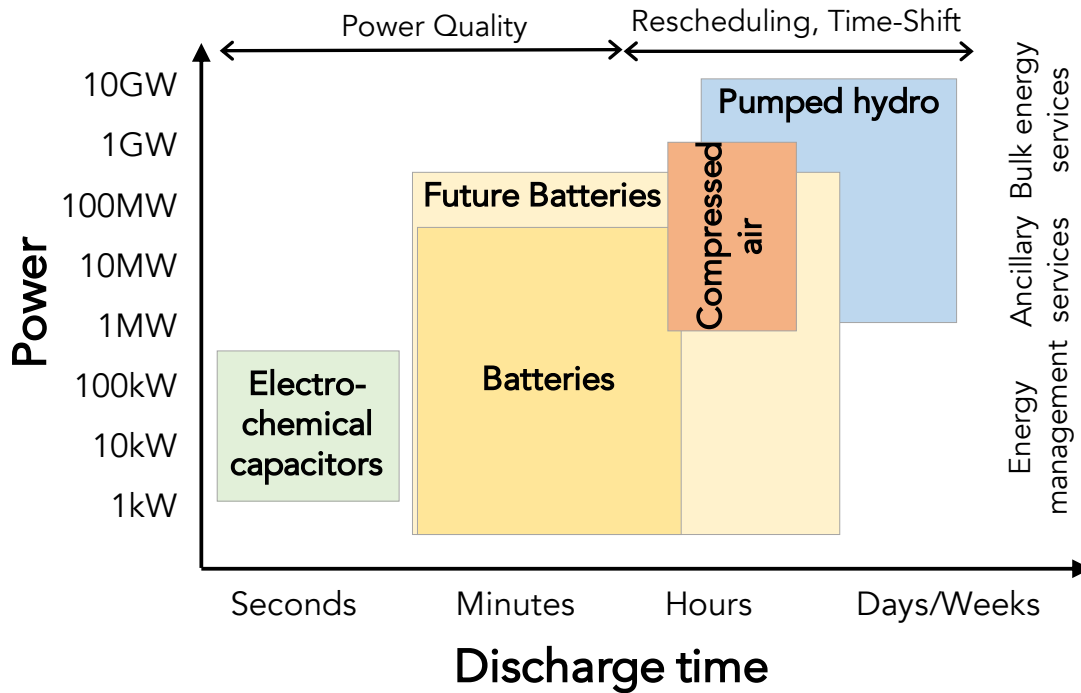 Power Quality
Rescheduling, Time-Shift
10GW
1GW
100MW
10MW
1MW
100kW
10kW
1kW
Power
Pumped hydro
Compressed
air
Future Batteries
Batteries
Electro-
chemical
capacitors
Bulk energy
services
Ancillary
services
Energy
management
Seconds
Minutes
Hours
Days/Weeks
Discharge time